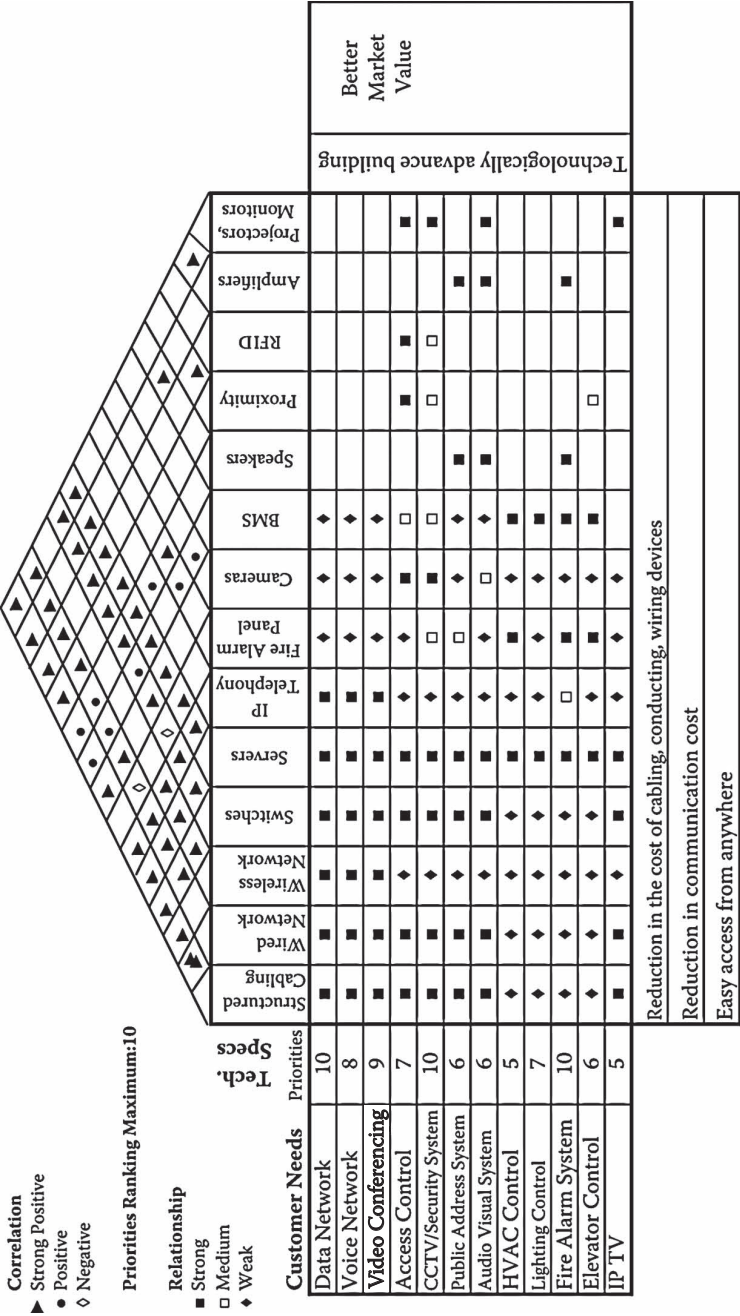 Correlation
Strong Positive
Positive
Negative
Priorities Ranking Maximum:10
Relationship
Strong
Medium
Weak
Tech.
Specs
Customer Needs
Priorities
Structured
Cabling
Wired
Network
Wireless
Network
Switches
Servers
IP
Telephony
Fire Alarm
Panel
Cameras
BMS
Speakers
Proximity
RFID
Amplifiers
Projectors,
Monitors
Data Network 10
Voice Network 8
Video Conferencing 9
Access Control 7
CCTV/Security System 10
Public Address System 6
Audio Visual System 6
HVAC Control 5
Lighting Control 7
Fire Alarm System 10
Elevator Control 6
IP TV 5
Technologically advance building
Better
Market
Value
Reduction in the cost of cabling, conducting, wiring devices
Reduction in communication cost
Easy access from anywhere